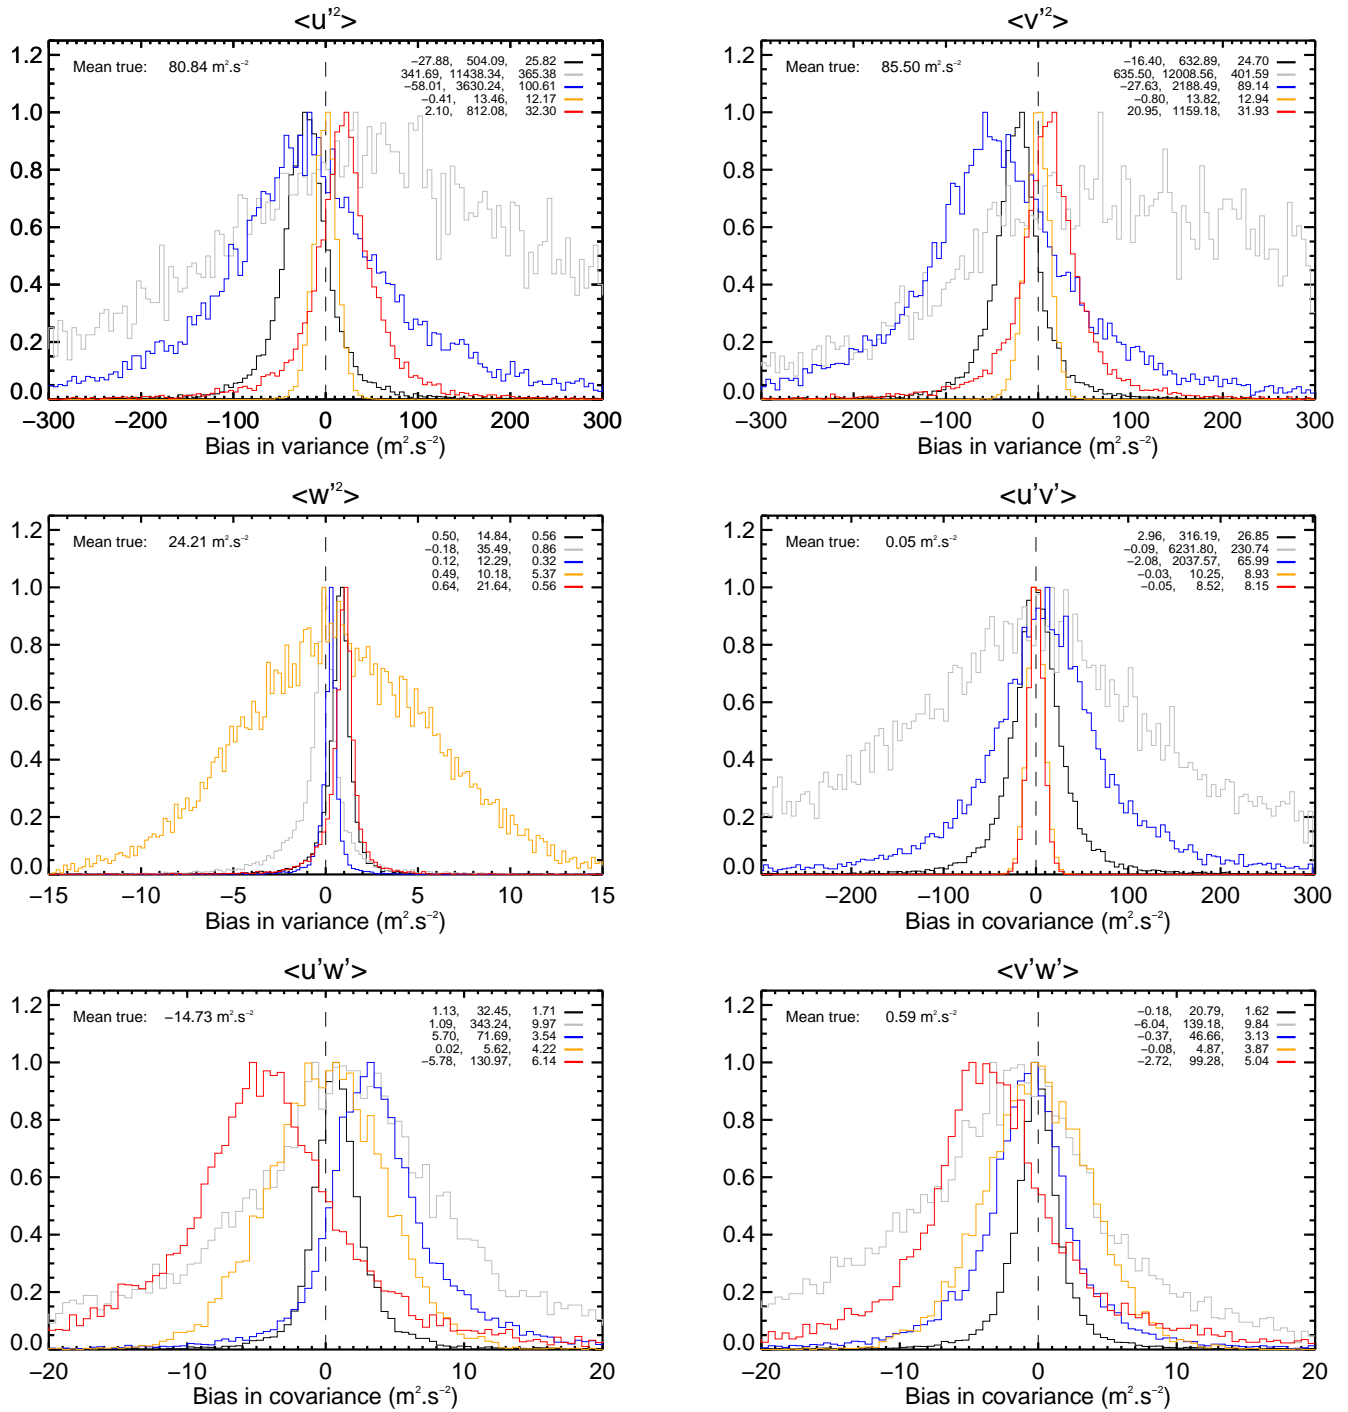 <u'²>
Mean true: 80.84 m².s⁻²
−27.88, 504.09, 25.82
341.69, 11438.34, 365.38
−58.01, 3630.24, 100.61
−0.41, 13.46, 12.17
2.10, 812.08, 32.30
1.2
1.0
0.8
0.6
0.4
0.2
0.0
−300 −200 −100 0 100 200 300
Bias in variance (m².s⁻²)
<v'²>
Mean true: 85.50 m².s⁻²
−16.40, 632.89, 24.70
635.50, 12008.56, 401.59
−27.63, 2188.49, 89.14
−0.80, 13.82, 12.94
20.95, 1159.18, 31.93
1.2
1.0
0.8
0.6
0.4
0.2
0.0
−300 −200 −100 0 100 200 300
Bias in variance (m².s⁻²)
<w'²>
Mean true: 24.21 m².s⁻²
0.50, 14.84, 0.56
−0.18, 35.49, 0.86
0.12, 12.29, 0.32
0.49, 10.18, 5.37
0.64, 21.64, 0.56
1.2
1.0
0.8
0.6
0.4
0.2
0.0
−15 −10 −5 0 5 10 15
Bias in variance (m².s⁻²)
<u'v'>
Mean true: 0.05 m².s⁻²
2.96, 316.19, 26.85
−0.09, 6231.80, 230.74
−2.08, 2037.57, 65.99
−0.03, 10.25, 8.93
−0.05, 8.52, 8.15
1.2
1.0
0.8
0.6
0.4
0.2
0.0
−200 −100 0 100 200 300
Bias in covariance (m².s⁻²)
<u'w'>
Mean true: −14.73 m².s⁻²
1.13, 32.45, 1.71
1.09, 343.24, 9.97
5.70, 71.69, 3.54
0.02, 5.62, 4.22
−5.78, 130.97, 6.14
1.2
1.0
0.8
0.6
0.4
0.2
0.0
−20 −10 0 10 20
Bias in covariance (m².s⁻²)
<v'w'>
Mean true: 0.59 m².s⁻²
−0.18, 20.79, 1.62
−6.04, 139.18, 9.84
−0.37, 46.66, 3.13
−0.08, 4.87, 3.87
−2.72, 99.28, 5.04
1.2
1.0
0.8
0.6
0.4
0.2
0.0
−20 −10 0 10 20
Bias in covariance (m².s⁻²)